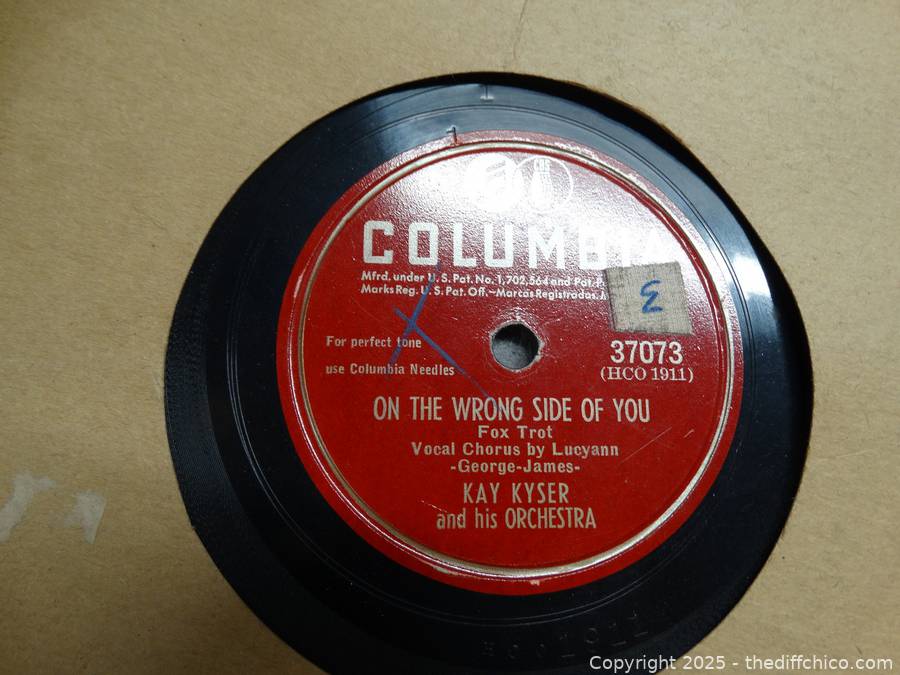 COLUMBIA
Mfrd. under U.S. Pat. No. 1,702,564 and Pat.
Marks Reg. U.S. Pat. Off.—Marcas Registradas.
3
For perfect tone
use Columbia Needles
37073
(HCO 1911)
ON THE WRONG SIDE OF YOU
Fox Trot
Vocal Chorus by Lucyann
-George-James-
KAY KYSER
and his ORCHESTRA
HCO1911
Copyright 2025 - thediffchico.com